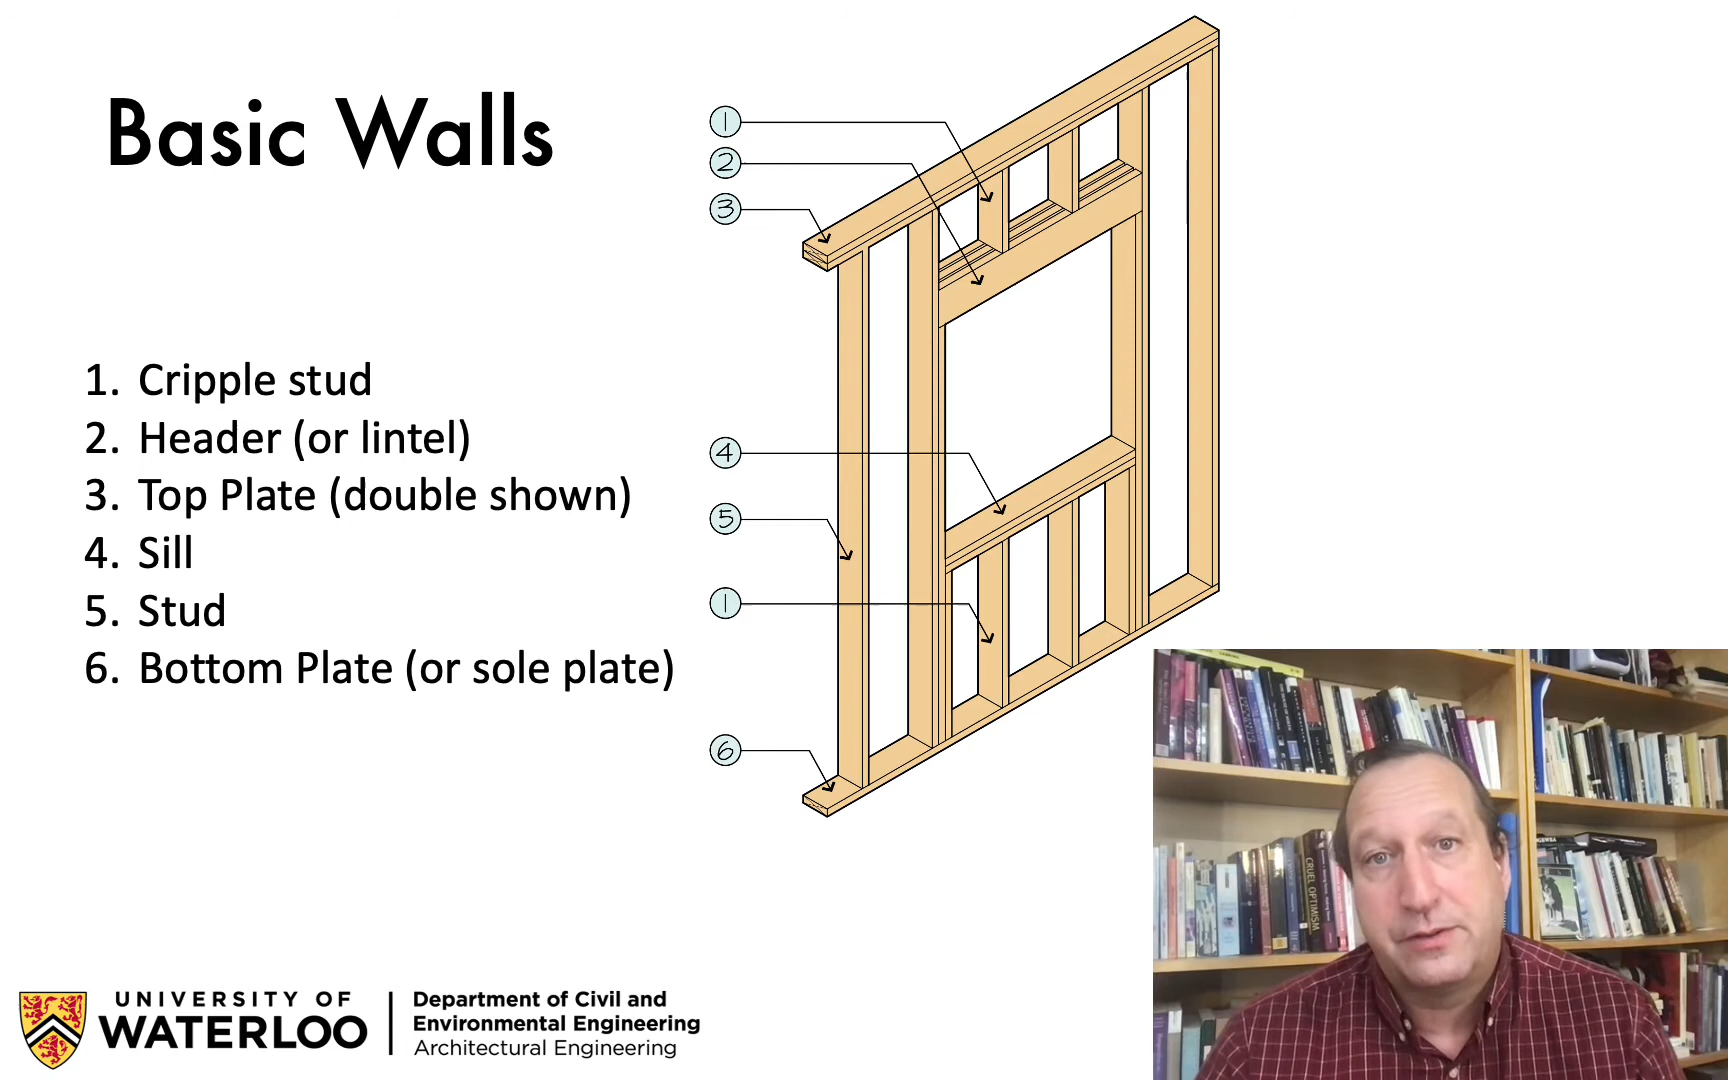 Basic Walls
1. Cripple stud
2. Header (or lintel)
3. Top Plate (double shown)
4. Sill
5. Stud
6. Bottom Plate (or sole plate)
1
2
3
4
5
1
6
CRUEL OPTIMISM
UNIVERSITY OF
WATERLOO
Department of Civil and
Environmental Engineering
Architectural Engineering